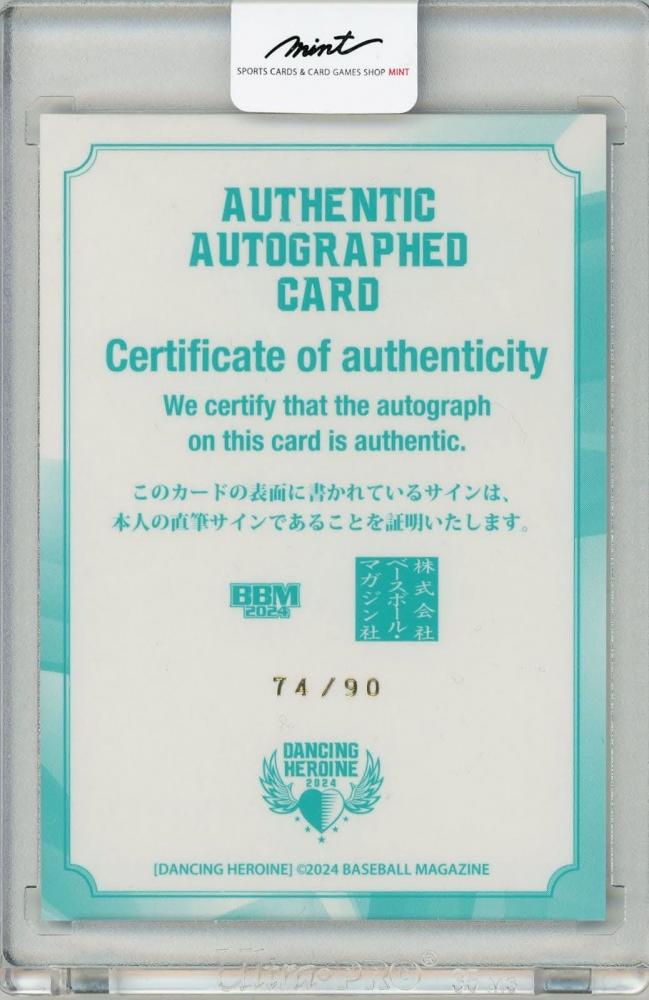 mint
SPORTS CARDS & CARD GAMES SHOP MINT
AUTHENTIC
AUTOGRAPHED
CARD
Certificate of authenticity
We certify that the autograph
on this card is authentic.
このカードの表面に書かれているサインは、
本人の直筆サインであることを証明いたします。
BBM
2024
株式会社
ベースボール・
マガジン社
74/90
DANCING
HEROINE
2024
[DANCING HEROINE] ©2024 BASEBALL MAGAZINE
Ultra·PRO®